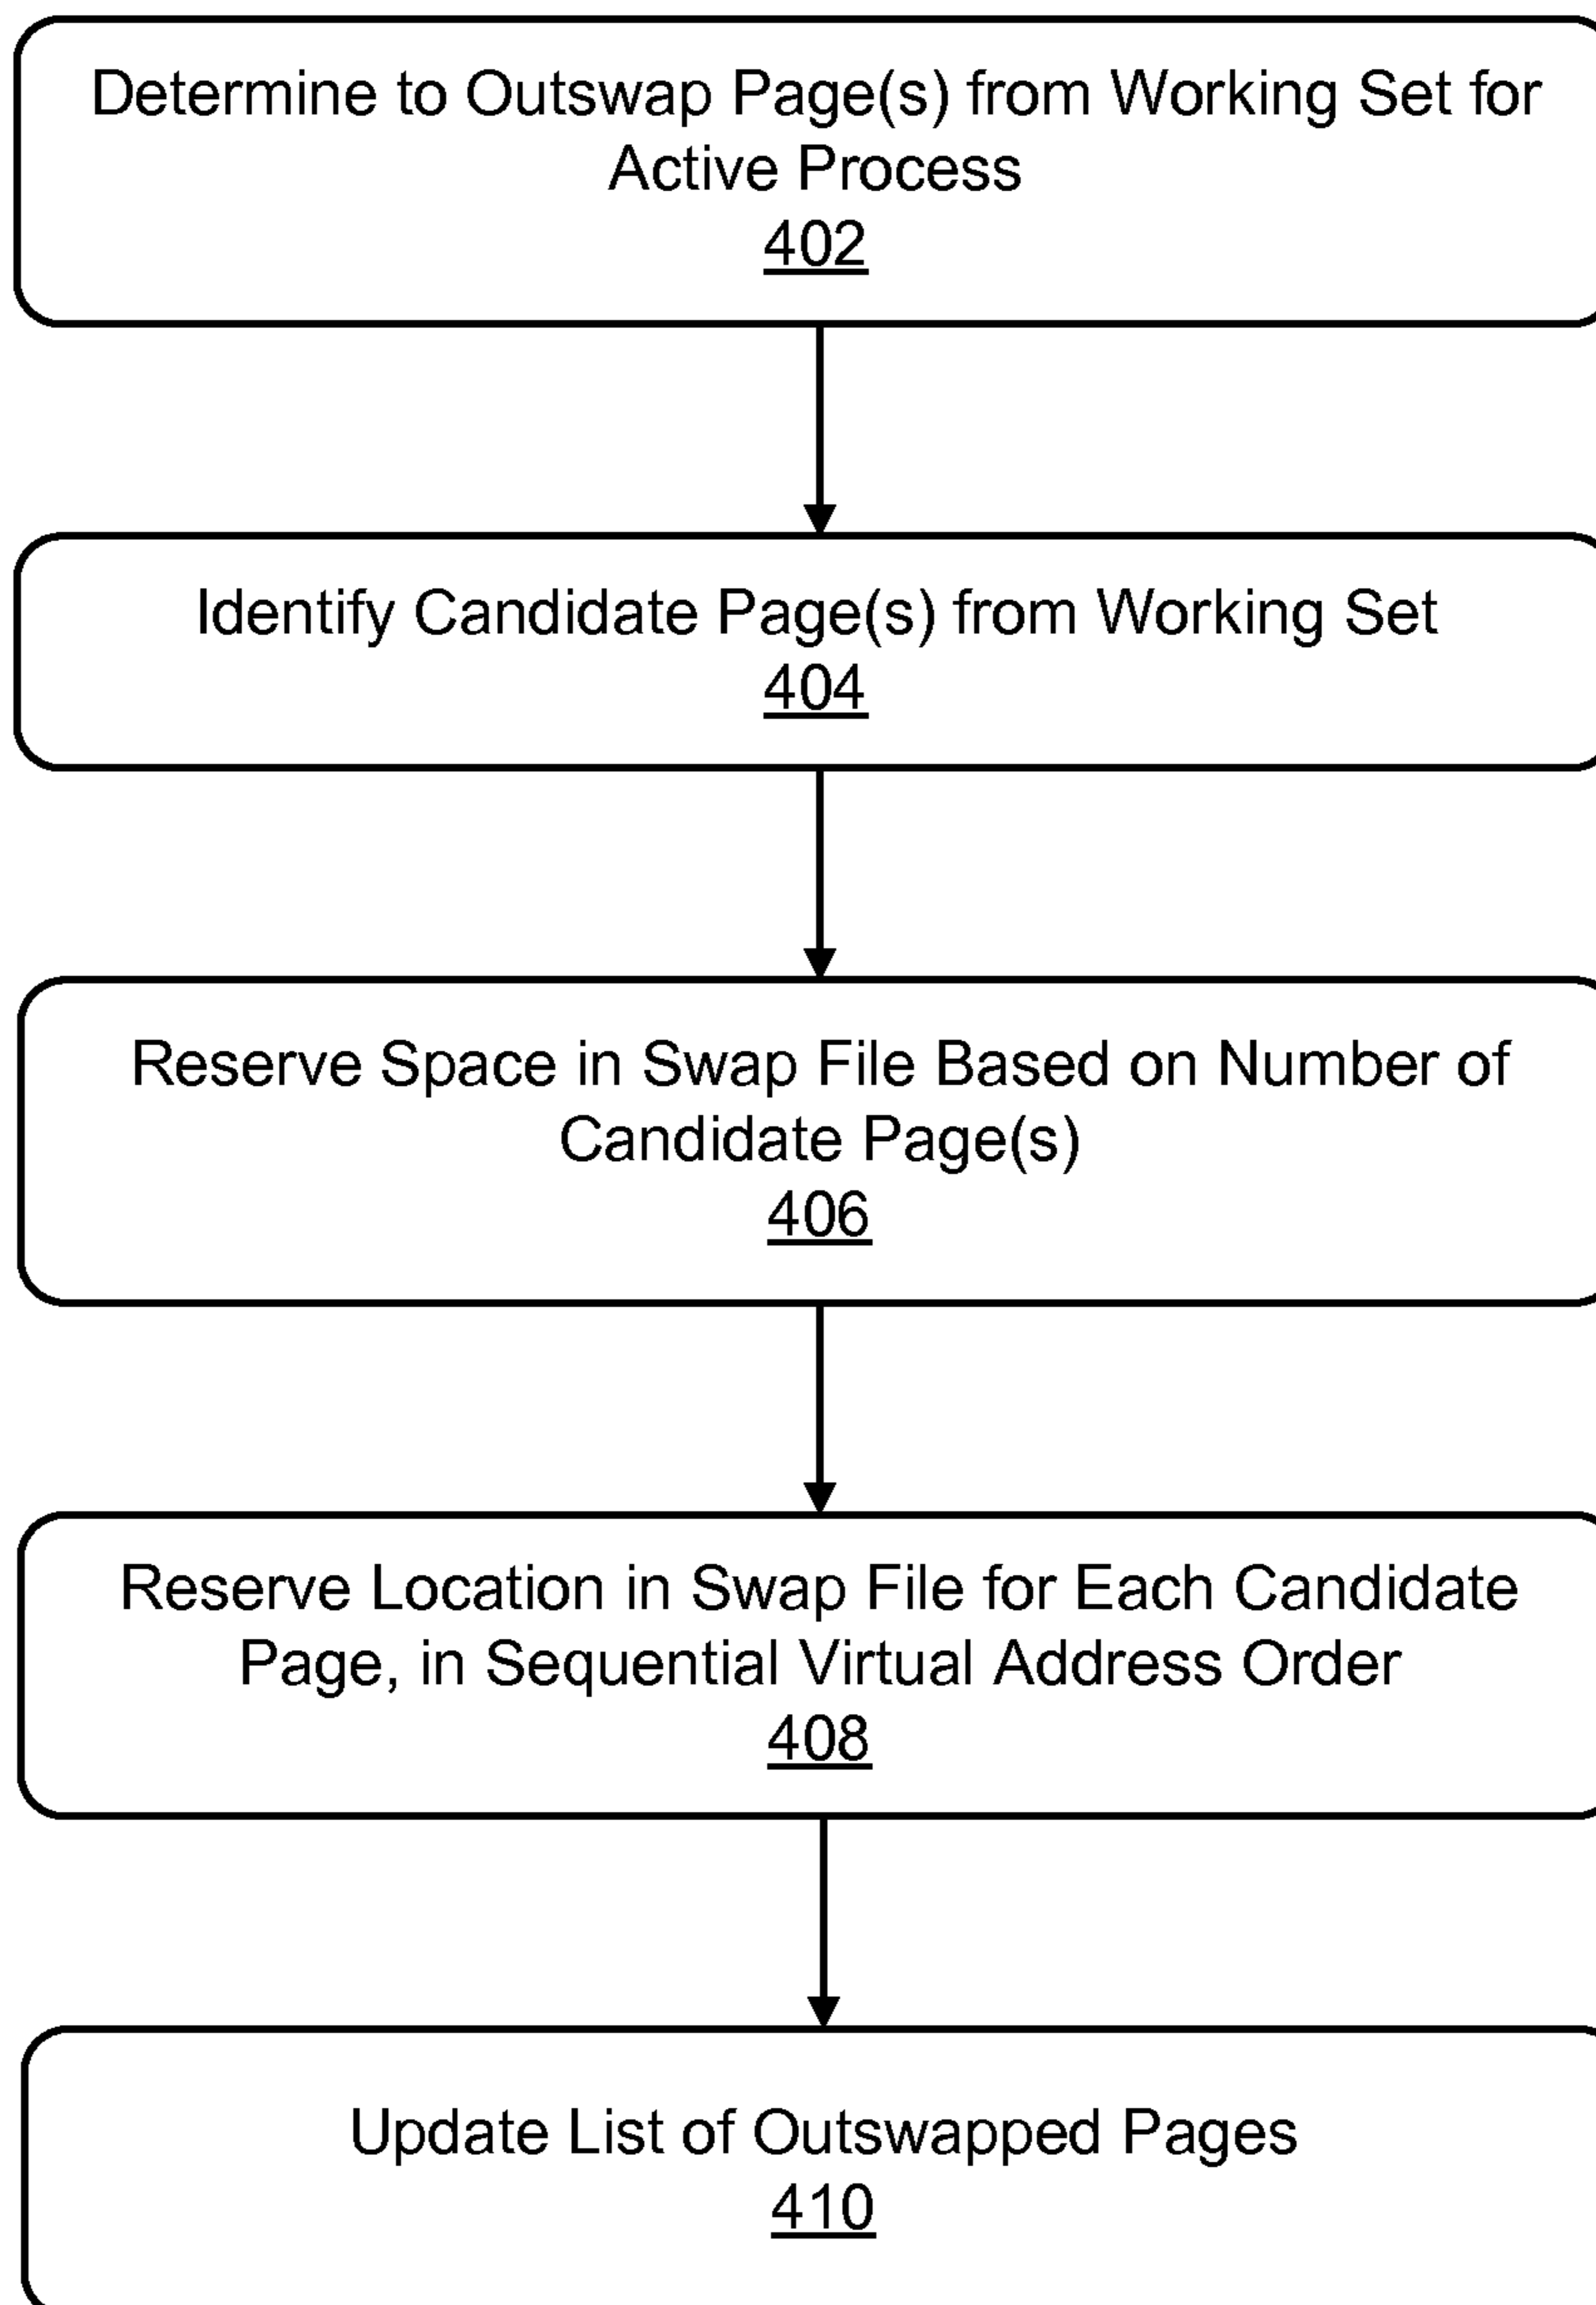 Determine to Outswap Page(s) from Working Set for
Active Process
402
Identify Candidate Page(s) from Working Set
404
Reserve Space in Swap File Based on Number of
Candidate Page(s)
406
Reserve Location in Swap File for Each Candidate
Page, in Sequential Virtual Address Order
408
Update List of Outswapped Pages
410